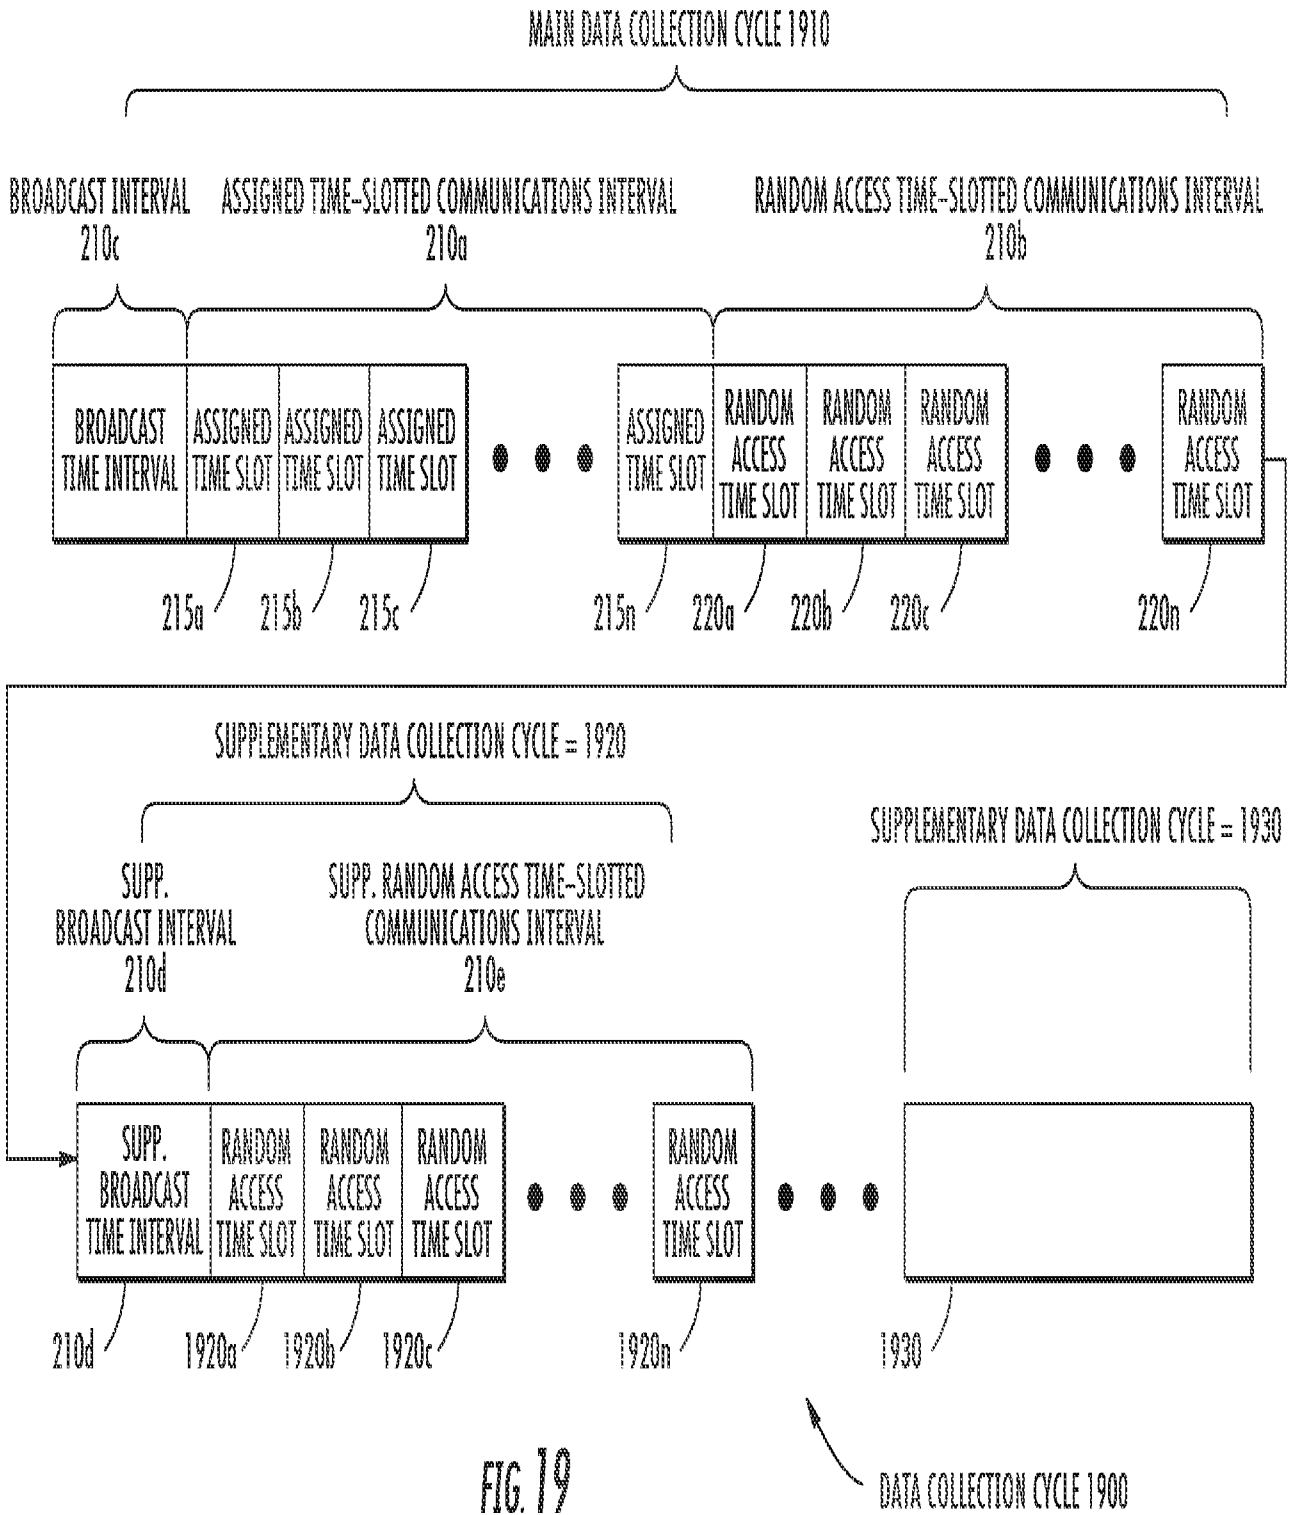 MAIN DATA COLLECTION CYCLE 1910
BROADCAST INTERVAL
210c
ASSIGNED TIME-SLOTTED COMMUNICATIONS INTERVAL
210a
RANDOM ACCESS TIME-SLOTTED COMMUNICATIONS INTERVAL
210b
BROADCAST
TIME INTERVAL
ASSIGNED
TIME SLOT
ASSIGNED
TIME SLOT
ASSIGNED
TIME SLOT
ASSIGNED
TIME SLOT
RANDOM
ACCESS
TIME SLOT
RANDOM
ACCESS
TIME SLOT
RANDOM
ACCESS
TIME SLOT
RANDOM
ACCESS
TIME SLOT
215a
215b
215c
215n
220a
220b
220c
220n
SUPPLEMENTARY DATA COLLECTION CYCLE = 1920
SUPPLEMENTARY DATA COLLECTION CYCLE = 1930
SUPP.
BROADCAST INTERVAL
210d
SUPP. RANDOM ACCESS TIME-SLOTTED
COMMUNICATIONS INTERVAL
210e
SUPP.
BROADCAST
TIME INTERVAL
RANDOM
ACCESS
TIME SLOT
RANDOM
ACCESS
TIME SLOT
RANDOM
ACCESS
TIME SLOT
RANDOM
ACCESS
TIME SLOT
210d
1920a
1920b
1920c
1920n
1930
FIG. 19
DATA COLLECTION CYCLE 1900